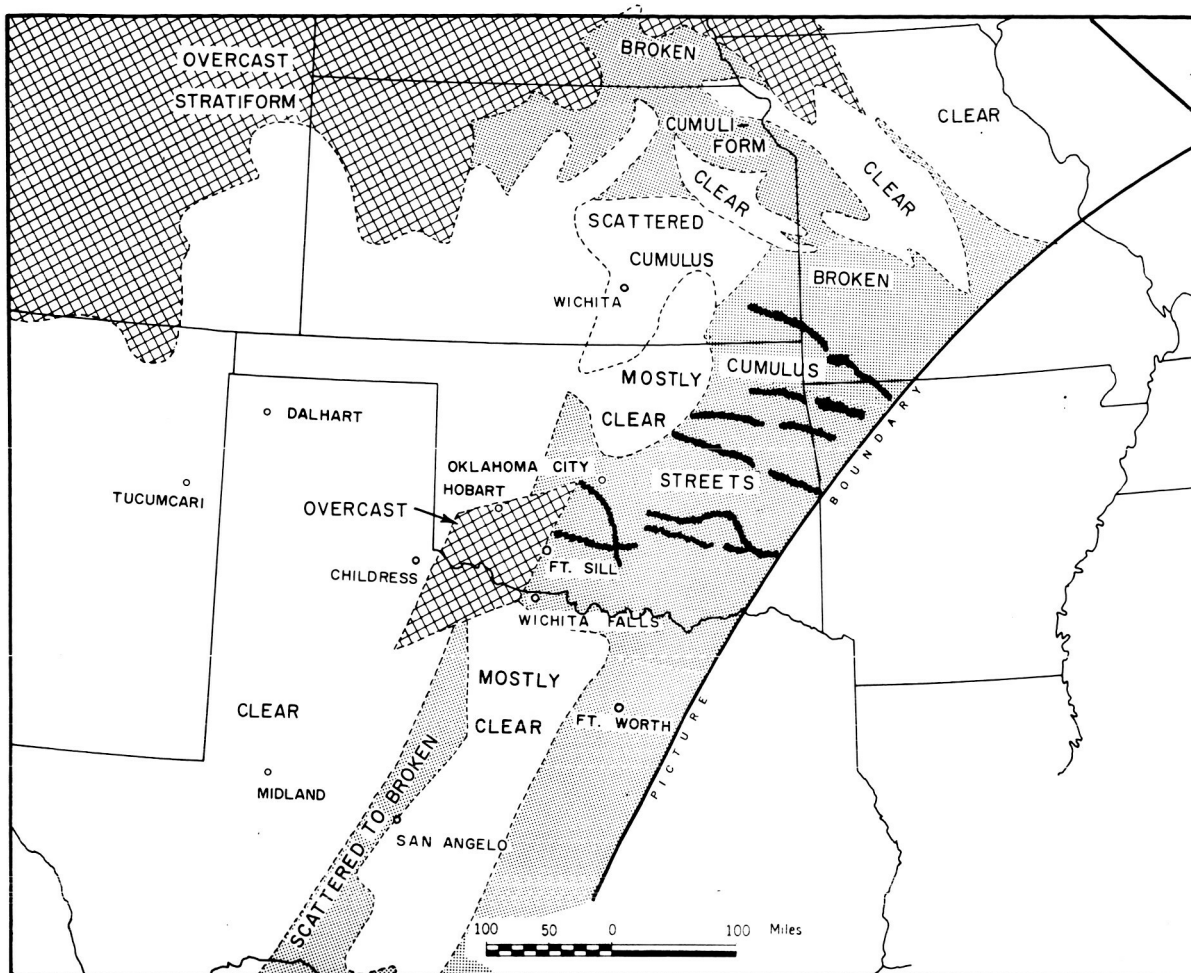 OVERCAST
STRATIFORM
BROKEN
CUMULI-
FORM
CLEAR
CLEAR
CLEAR
SCATTERED
CUMULUS
WICHITA
BROKEN
CUMULUS
MOSTLY
CLEAR
DALHART
TUCUMCARI
OKLAHOMA CITY
HOBART
STREETS
OVERCAST
BOUNDARY
CHILDRESS
FT. SILL
WICHITA FALLS
MOSTLY
CLEAR
CLEAR
FT. WORTH
PICTURE
MIDLAND
SAN ANGELO
SCATTERED TO BROKEN
100 50 0 100 Miles